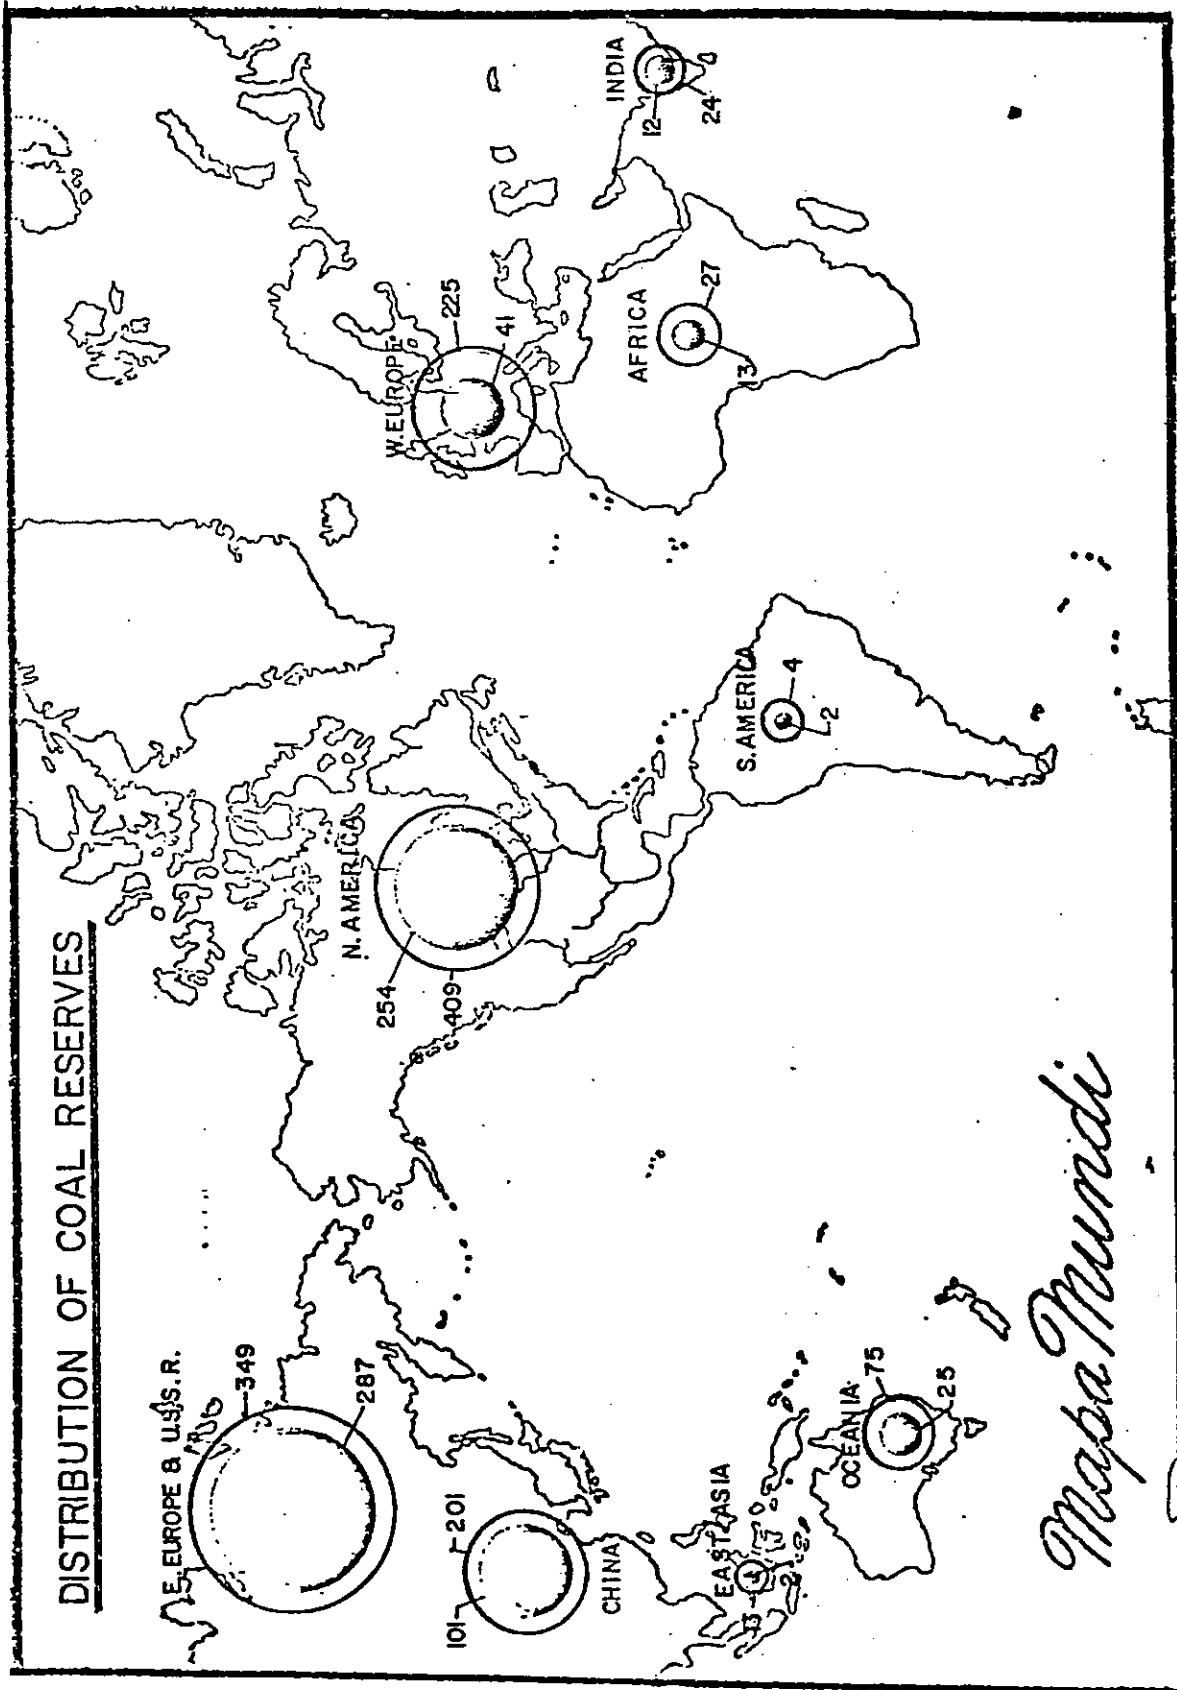 DISTRIBUTION OF COAL RESERVES
E. EUROPE & U.S.S.R.
349
287
N. AMERICA
254
409
W. EUROPE
225
41
INDIA
12
24
101
201
CHINA
AFRICA
27
13
EAST ASIA
13
2
S. AMERICA
4
2
OCEANIA
75
25
Mapa Mundi